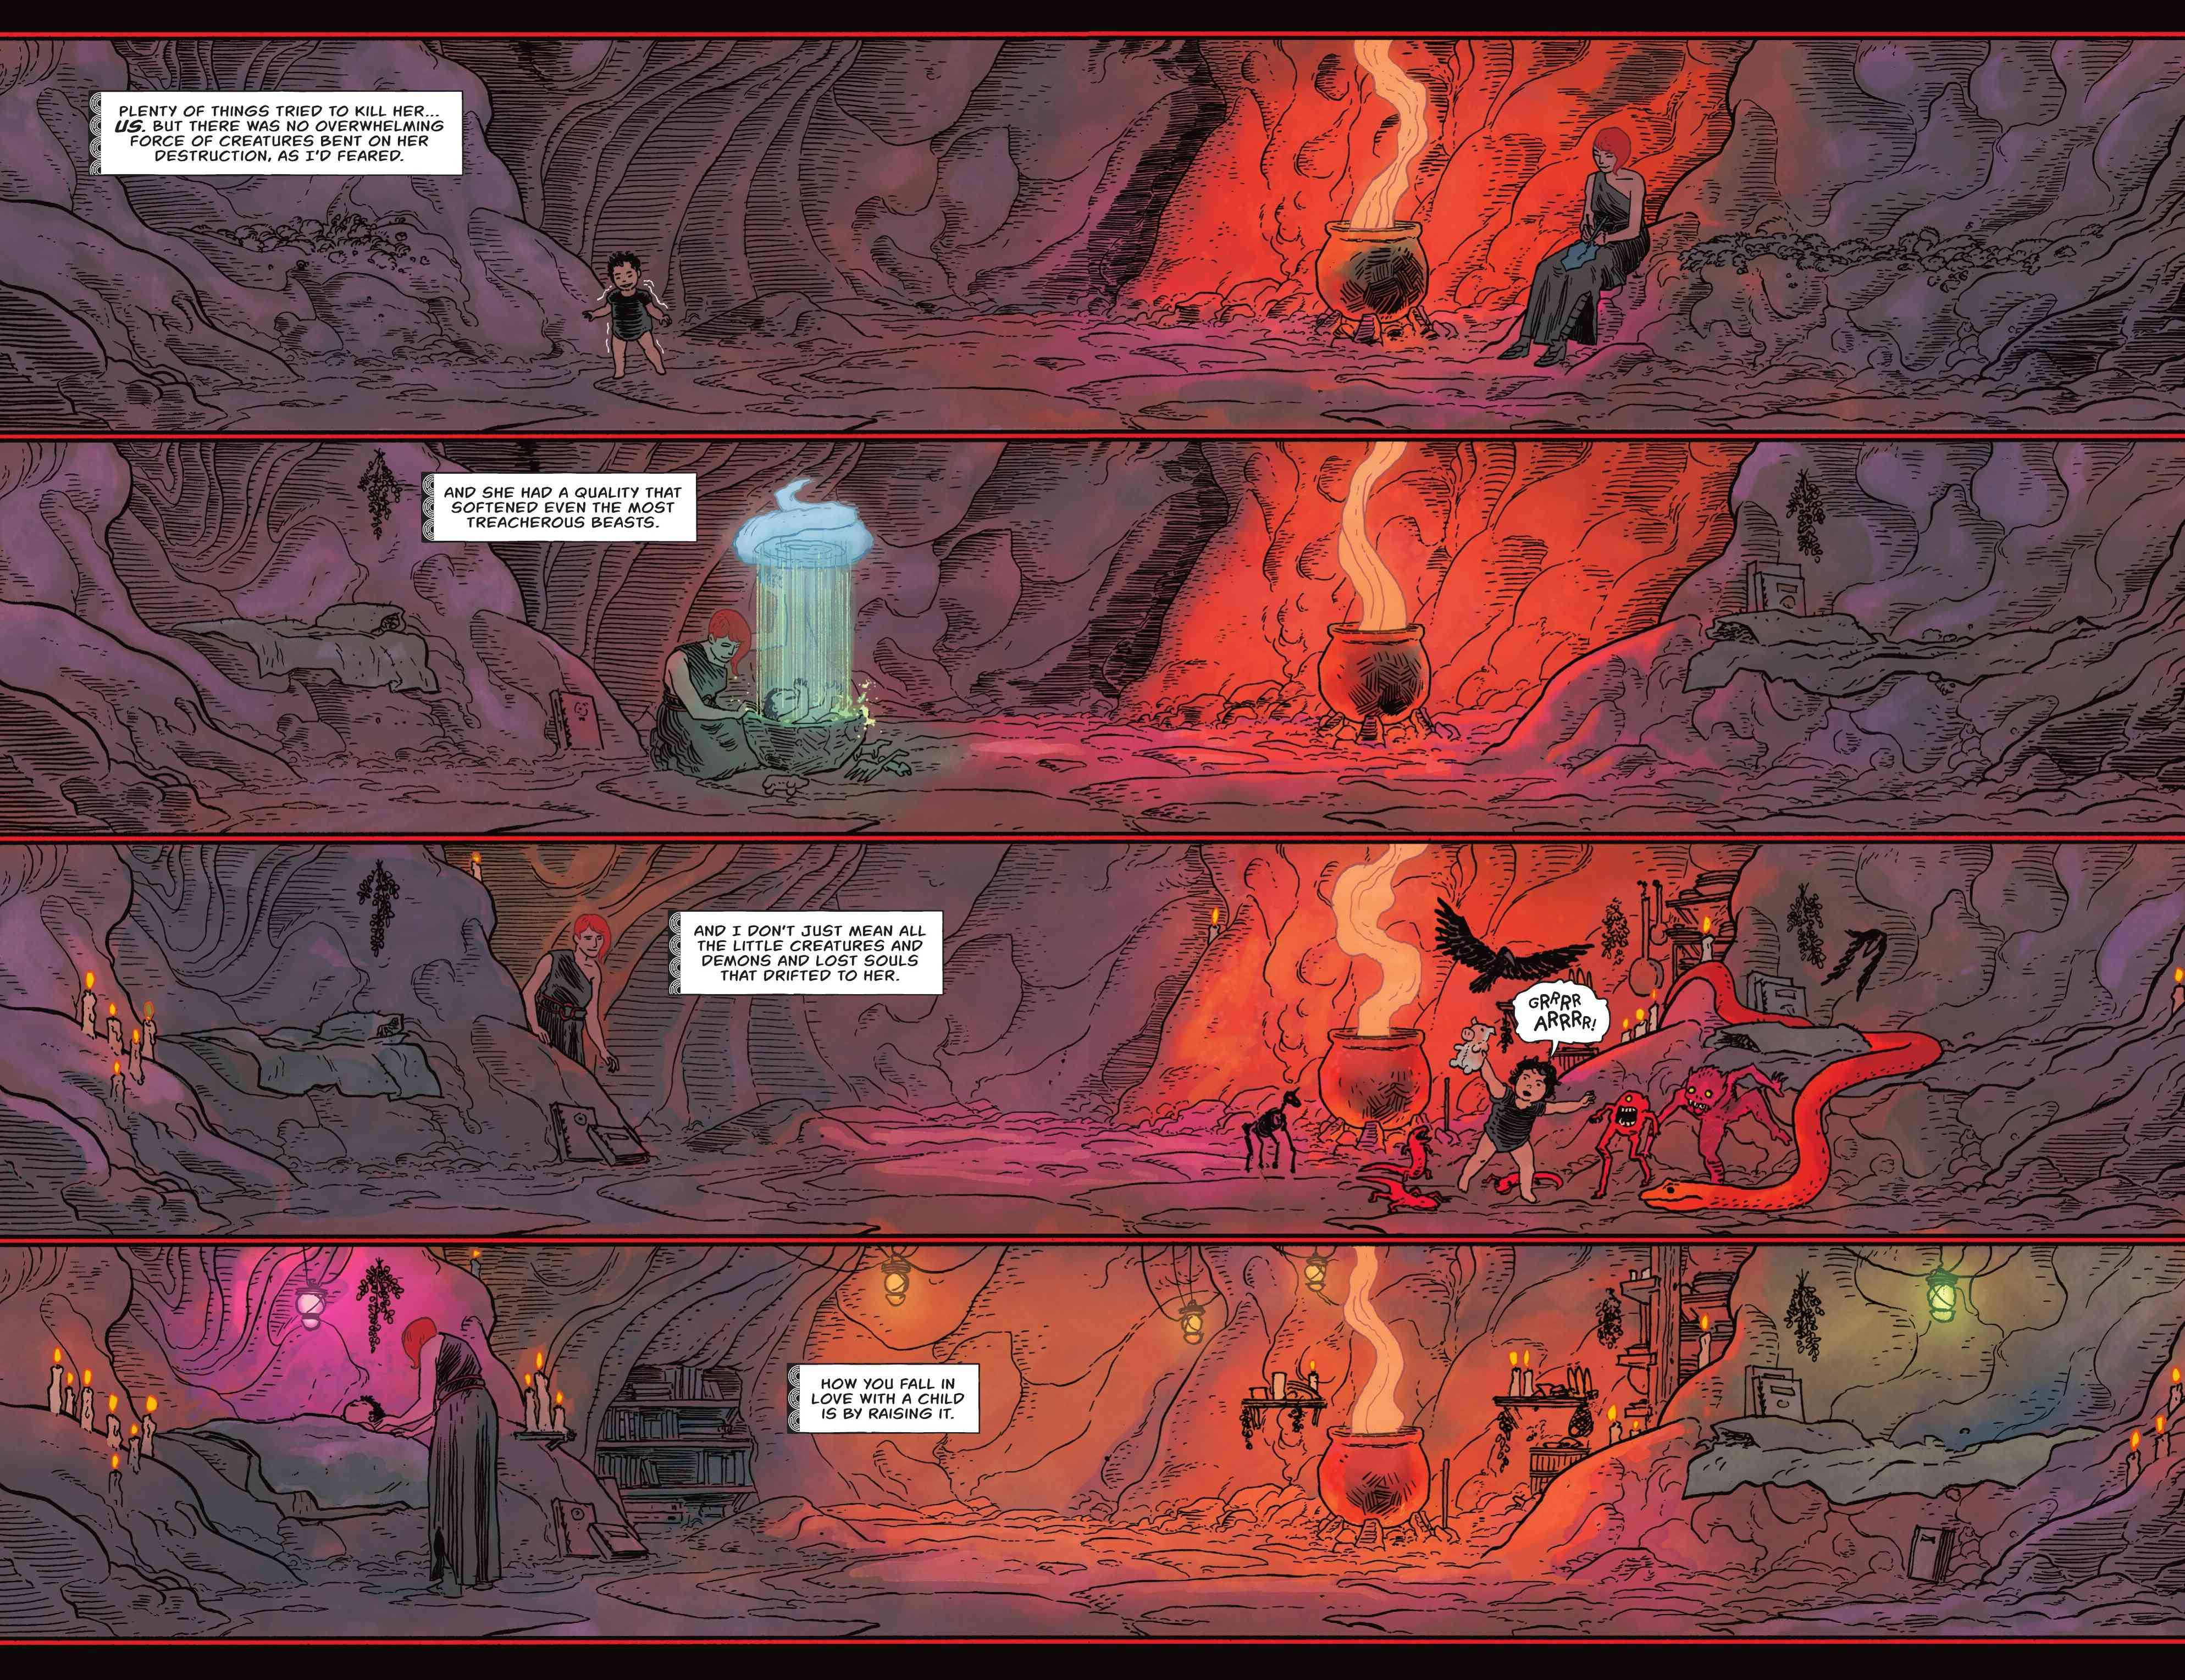 PLENTY OF THINGS TRIED TO KILL HER...
US. BUT THERE WAS NO OVERWHELMING
FORCE OF CREATURES BENT ON HER
DESTRUCTION, AS I'D FEARED.
AND SHE HAD A QUALITY THAT
SOFTENED EVEN THE MOST
TREACHEROUS BEASTS.
AND I DON'T JUST MEAN ALL
THE LITTLE CREATURES AND
DEMONS AND LOST SOULS
THAT DRIFTED TO HER.
GRRRR
ARRRR!
HOW YOU FALL IN
LOVE WITH A CHILD
IS BY RAISING IT.